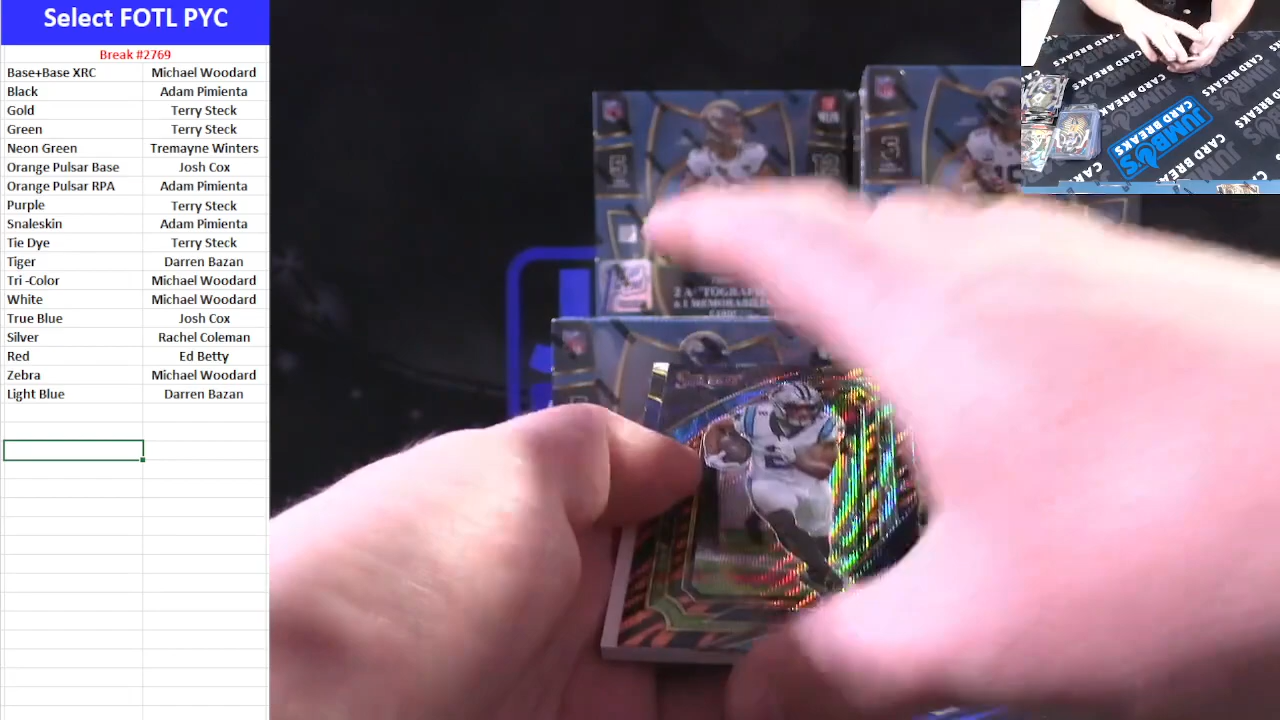 Select FOTL PYC
Break #2769
Base+Base XRC Michael Woodard
Black Adam Pimienta
Gold Terry Steck
Green Terry Steck
Neon Green Tremayne Winters
Orange Pulsar Base Josh Cox
Orange Pulsar RPA Adam Pimienta
Purple Terry Steck
Snaleskin Adam Pimienta
Tie Dye Terry Steck
Tiger Darren Bazan
Tri -Color Michael Woodard
White Michael Woodard
True Blue Josh Cox
Silver Rachel Coleman
Red Ed Betty
Zebra Michael Woodard
Light Blue Darren Bazan
5
3
JUMBO'S
CARD BREAKS